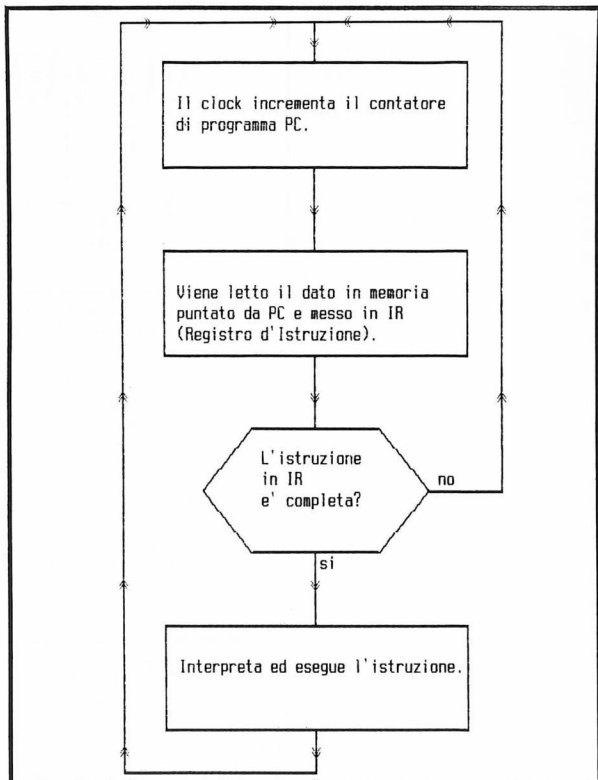 Il clock incrementa il contatore
di programma PC.
Viene letto il dato in memoria
puntato da PC e messo in IR
(Registro d'Istruzione).
L'istruzione
in IR
e' completa?
no
si
Interpreta ed esegue l'istruzione.